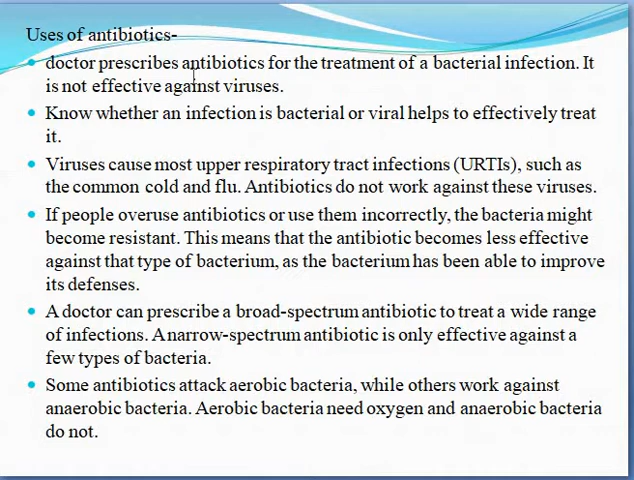 Uses of antibiotics-
• doctor prescribes antibiotics for the treatment of a bacterial infection. It
is not effective against viruses.
• Know whether an infection is bacterial or viral helps to effectively treat
it.
• Viruses cause most upper respiratory tract infections (URTIs), such as
the common cold and flu. Antibiotics do not work against these viruses.
• If people overuse antibiotics or use them incorrectly, the bacteria might
become resistant. This means that the antibiotic becomes less effective
against that type of bacterium, as the bacterium has been able to improve
its defenses.
• A doctor can prescribe a broad-spectrum antibiotic to treat a wide range
of infections. A narrow-spectrum antibiotic is only effective against a
few types of bacteria.
• Some antibiotics attack aerobic bacteria, while others work against
anaerobic bacteria. Aerobic bacteria need oxygen and anaerobic bacteria
do not.